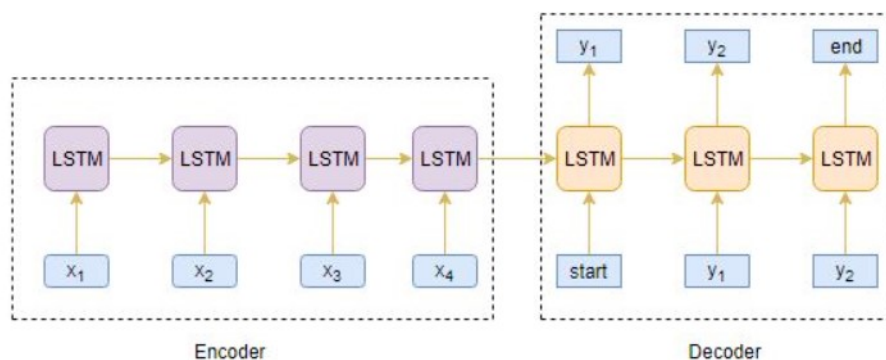 y₁ y₂ end
LSTM LSTM LSTM LSTM LSTM LSTM LSTM
x₁ x₂ x₃ x₄ start y₁ y₂
Encoder Decoder